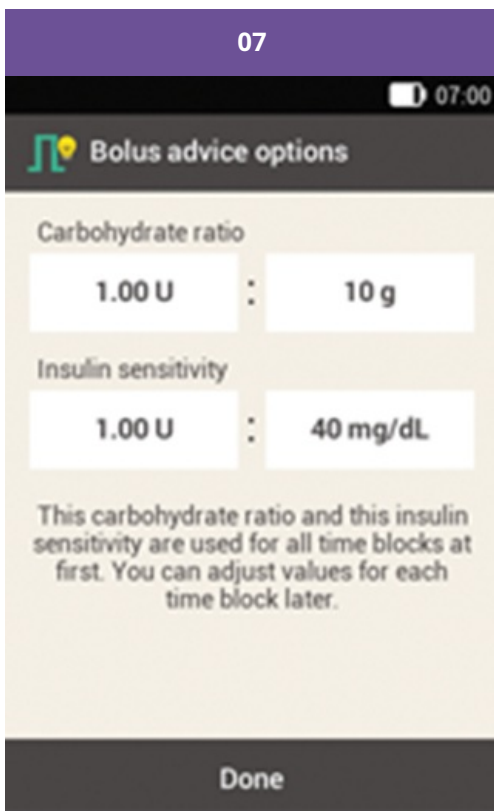 07
07:00
Bolus advice options
Carbohydrate ratio
1.00 U : 10 g
Insulin sensitivity
1.00 U : 40 mg/dL
This carbohydrate ratio and this insulin
sensitivity are used for all time blocks at
first. You can adjust values for each
time block later.
Done